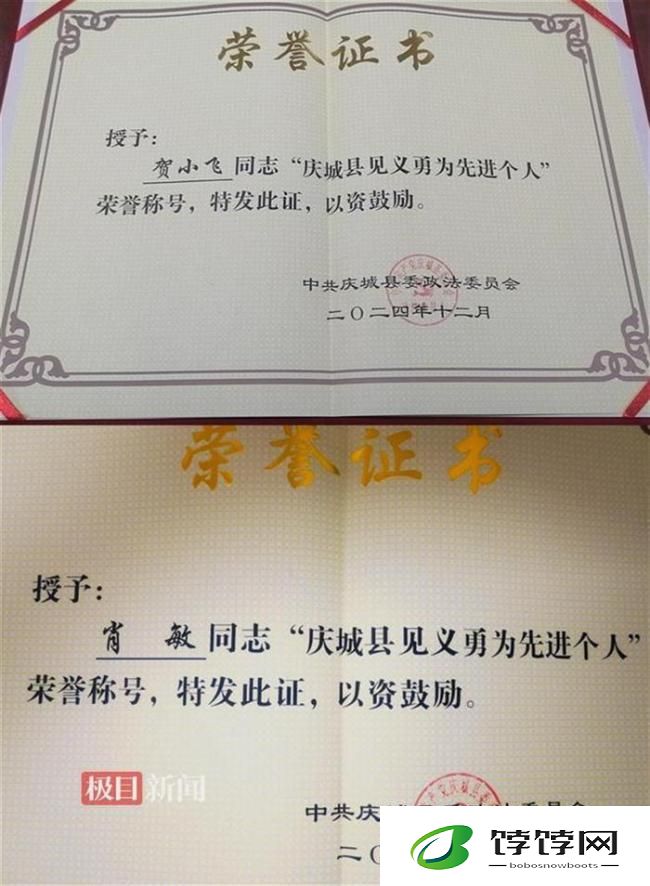 荣誉证书
授予：
贺小飞同志“庆城县见义勇为先进个人”
荣誉称号，特发此证，以资鼓励。
中共庆城县委政法委员会
二〇二四年十二月
荣誉证书
授予：
肖 敏同志“庆城县见义勇为先进个人”
荣誉称号，特发此证，以资鼓励。
极目新闻
中共庆
二〇
饽饽网
bobosnowboots